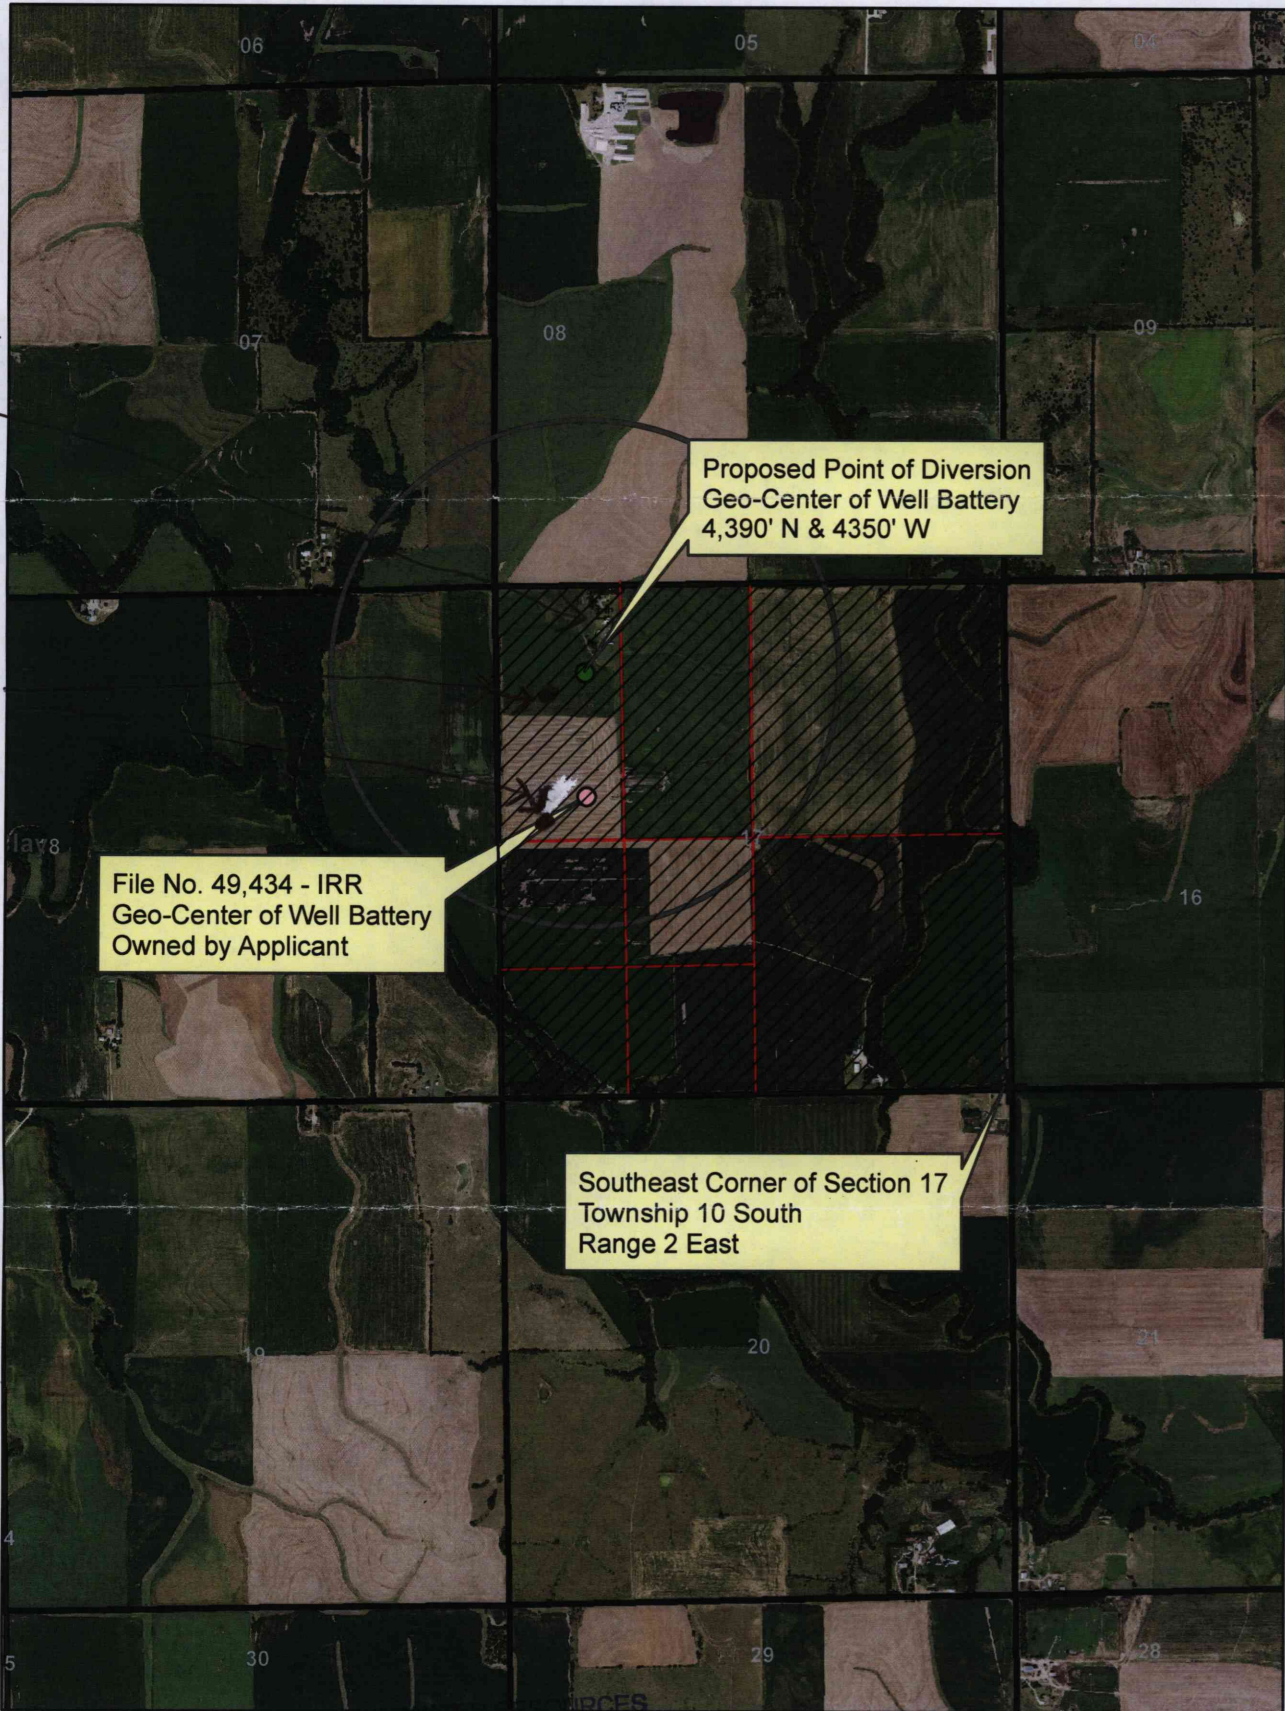 06
05
04
08
07
09
Proposed Point of Diversion
Geo-Center of Well Battery
4,390' N & 4350' W
17
File No. 49,434 - IRR
Geo-Center of Well Battery
Owned by Applicant
16
Southeast Corner of Section 17
Township 10 South
Range 2 East
20
21
19
30
29
28